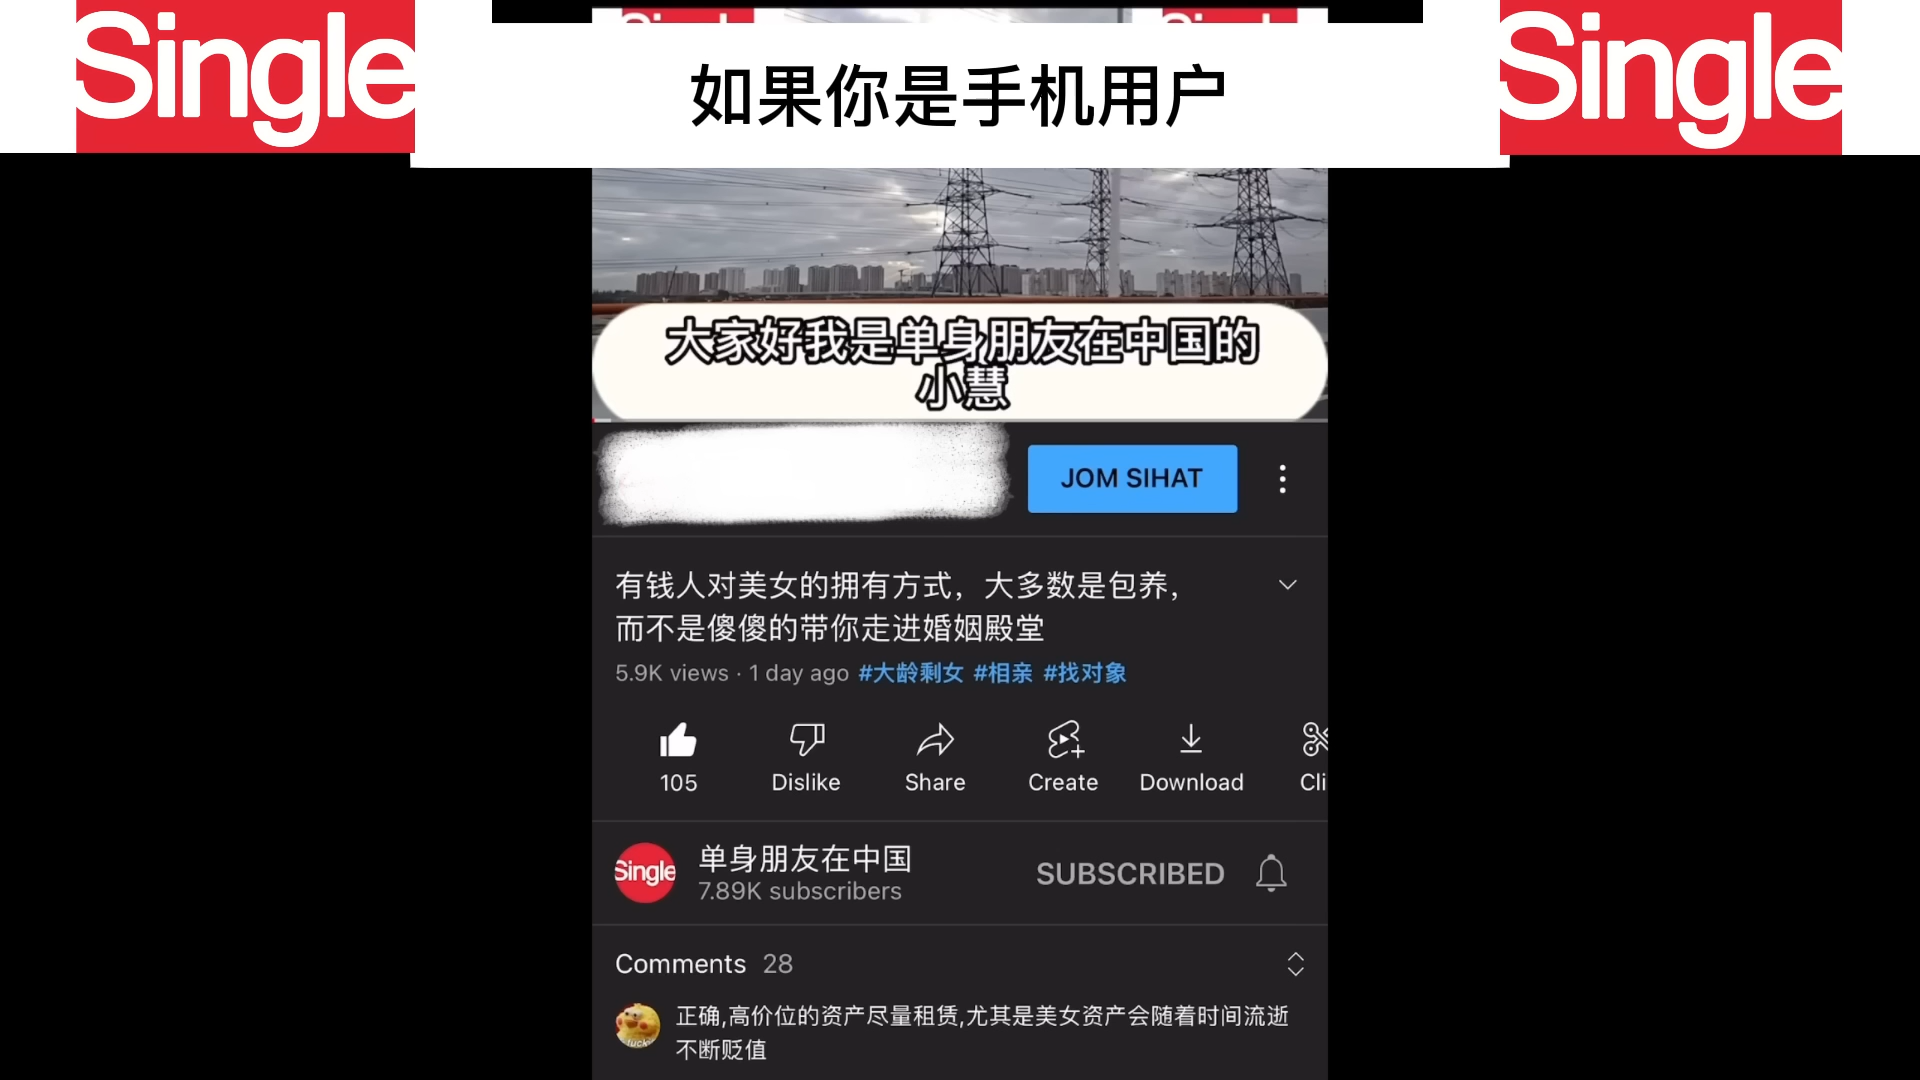 Single
如果你是手机用户
Single
大家好我是单身朋友在中国的
小慧
JOM SIHAT
有钱人对美女的拥有方式，大多数是包养，
而不是傻傻的带你走进婚姻殿堂
5.9K views · 1 day ago #大龄剩女 #相亲 #找对象
105
Dislike
Share
Create
Download
Cli
Single
单身朋友在中国
7.89K subscribers
SUBSCRIBED
Comments 28
正确,高价位的资产尽量租赁,尤其是美女资产会随着时间流逝
不断贬值